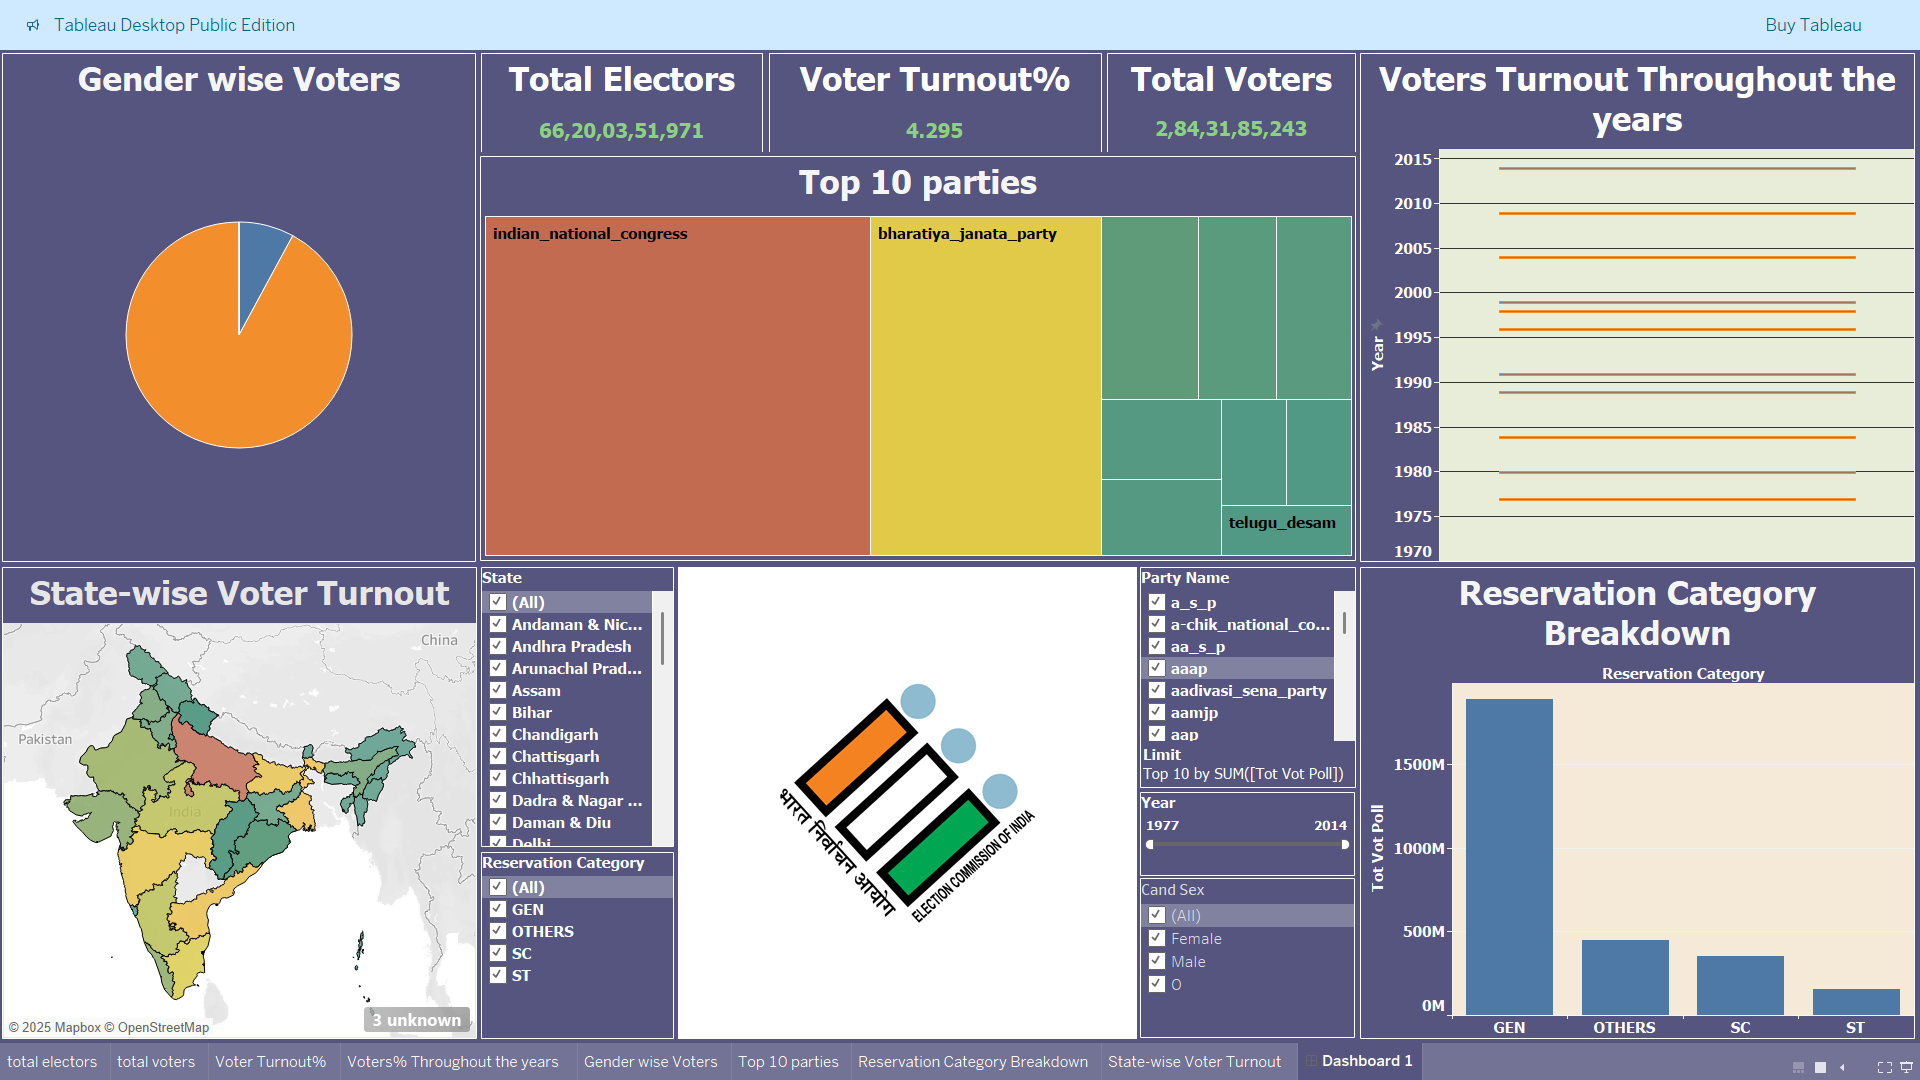 Tableau Desktop Public Edition
Buy Tableau
Gender wise Voters
Total Electors
66,20,03,51,971
Voter Turnout%
4.295
Total Voters
2,84,31,85,243
Voters Turnout Throughout the
years
2015
2010
2005
2000
1995
1990
1985
1980
1975
1970
Year
Top 10 parties
indian_national_congress
bharatiya_janata_party
telugu_desam
State-wise Voter Turnout
China
Pakistan
India
3 unknown
© 2025 Mapbox © OpenStreetMap
State
(All)
Andaman & Nic...
Andhra Pradesh
Arunachal Prad...
Assam
Bihar
Chandigarh
Chattisgarh
Chhattisgarh
Dadra & Nagar ...
Daman & Diu
Delhi
Reservation Category
(All)
GEN
OTHERS
SC
ST
भारत निर्वाचन आयोग
ELECTION COMMISSION OF INDIA
Party Name
a_s_p
a-chik_national_co...
aa_s_p
aaap
aadivasi_sena_party
aamjp
aap
Limit
Top 10 by SUM([Tot Vot Poll])
Year
1977
2014
Cand Sex
(All)
Female
Male
O
Reservation Category
Breakdown
Reservation Category
Tot Vot Poll
1500M
1000M
500M
0M
GEN
OTHERS
SC
ST
total electors
total voters
Voter Turnout%
Voters% Throughout the years
Gender wise Voters
Top 10 parties
Reservation Category Breakdown
State-wise Voter Turnout
Dashboard 1